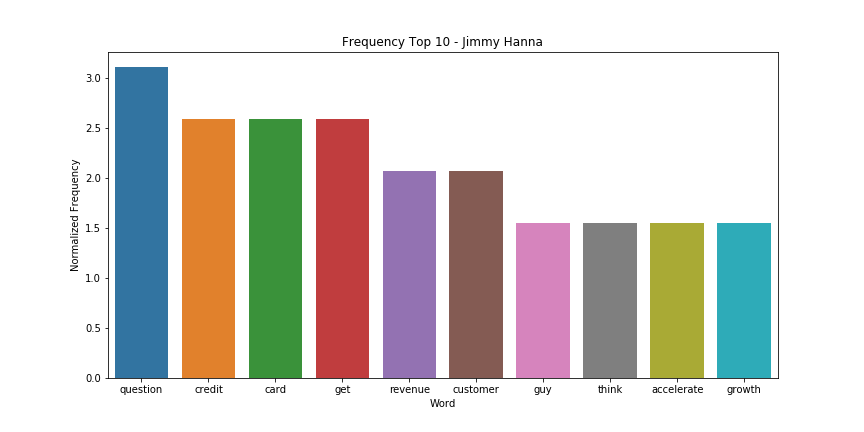 Frequency Top 10 - Jimmy Hanna
Normalized Frequency
3.0
2.5
2.0
1.5
1.0
0.5
0.0
question credit card get revenue customer guy think accelerate growth
Word